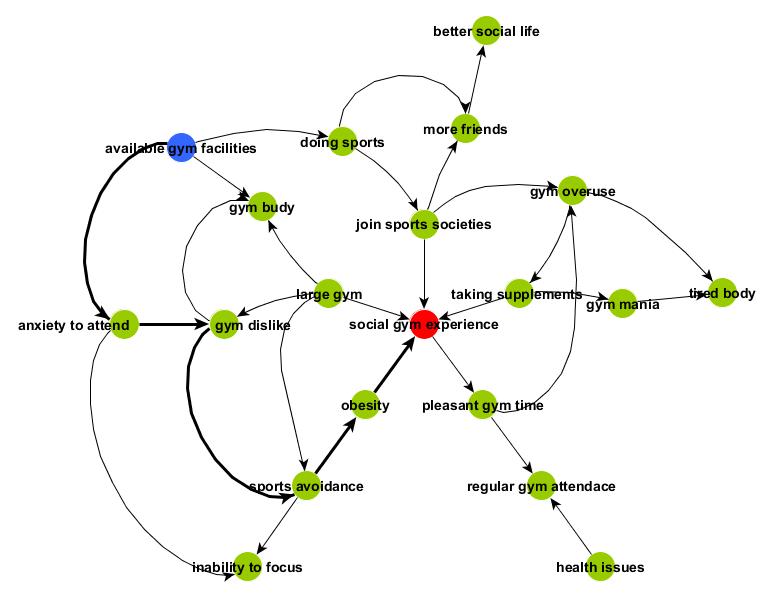 better social life
more friends
doing sports
available gym facilities
gym overuse
gym budy
join sports societies
large gym
taking supplements
tired body
gym mania
anxiety to attend
gym dislike
social gym experience
obesity
pleasant gym time
sports avoidance
regular gym attendace
inability to focus
health issues